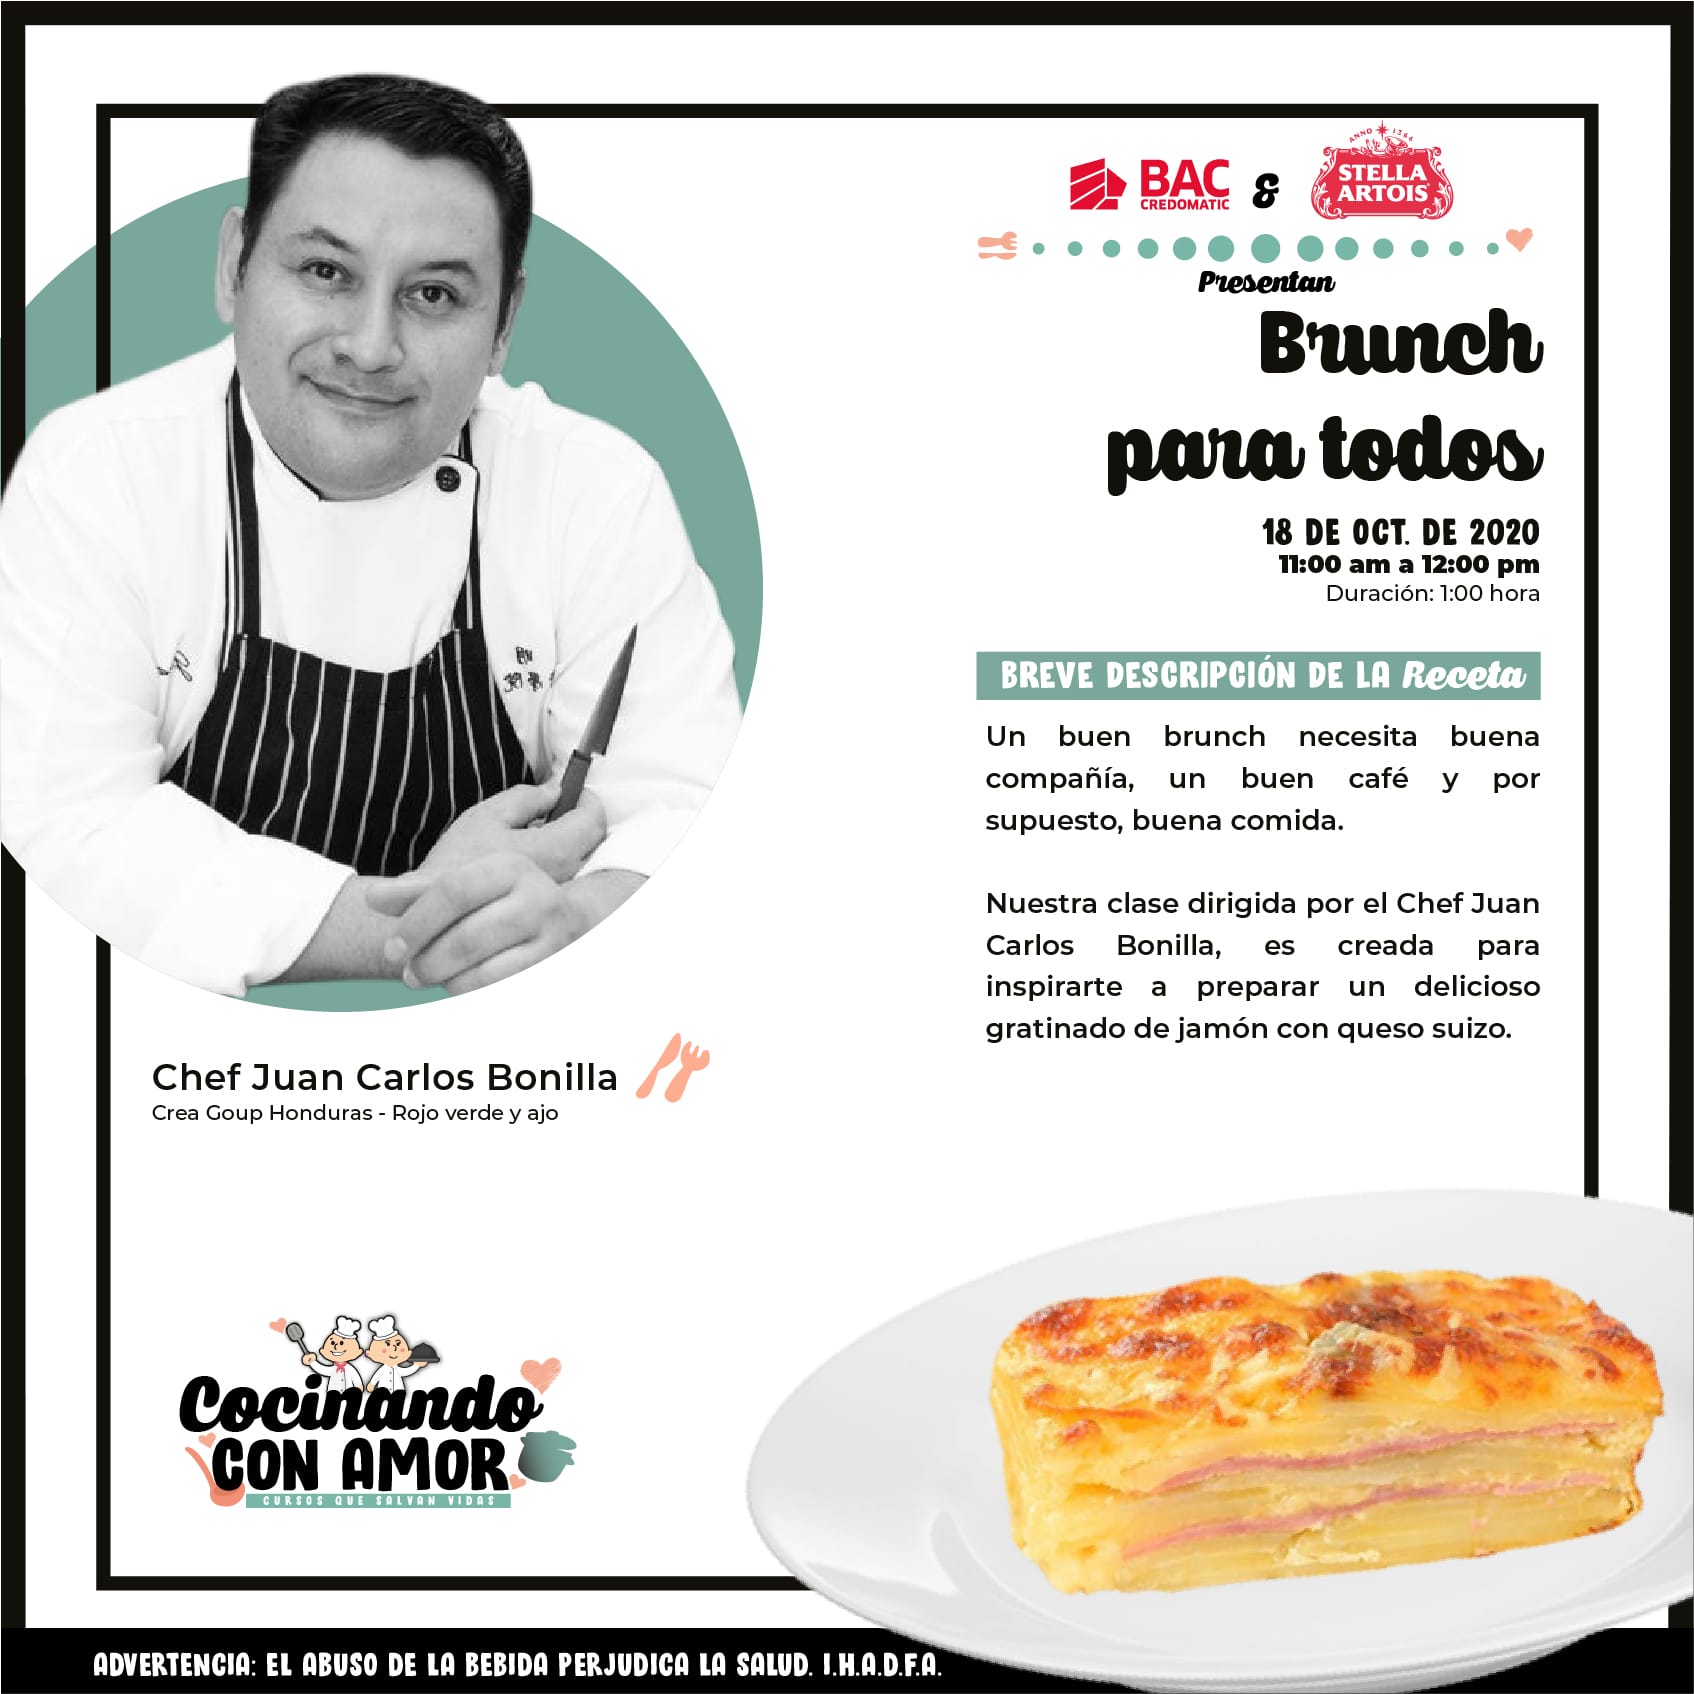 ANNO 1366
BAC
CREDOMATIC
&
STELLA
ARTOIS
Presentan
Brunch
para todos
18 DE OCT. DE 2020
11:00 am a 12:00 pm
Duración: 1:00 hora
BREVE DESCRIPCIÓN DE LA Receta
Un buen brunch necesita buena
compañía, un buen café y por
supuesto, buena comida.
Nuestra clase dirigida por el Chef Juan
Carlos Bonilla, es creada para
inspirarte a preparar un delicioso
gratinado de jamón con queso suizo.
Chef Juan Carlos Bonilla
Crea Goup Honduras - Rojo verde y ajo
Cocinando
CON AMOR
CURSOS QUE SALVAN VIDAS
ADVERTENCIA: EL ABUSO DE LA BEBIDA PERJUDICA LA SALUD. I.H.A.D.F.A.